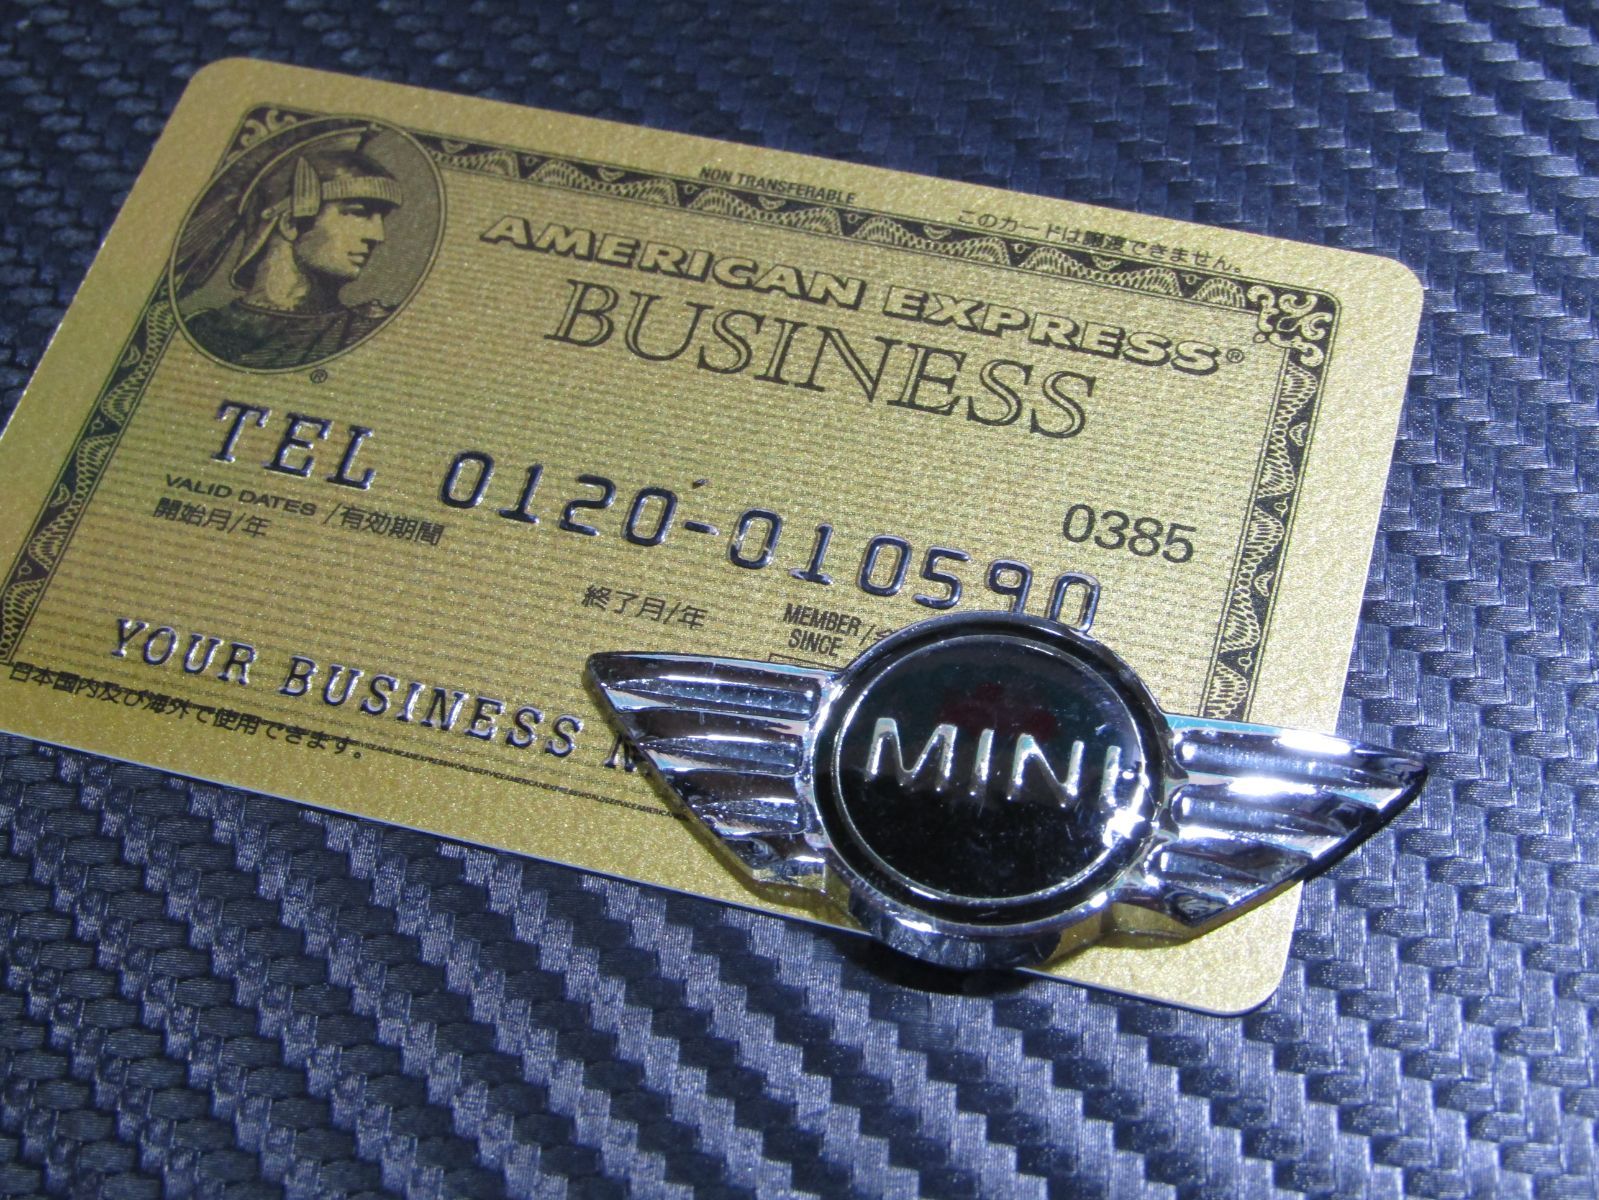 NON TRANSFERABLE
このカードは譲渡できません。
AMERICAN EXPRESS®
BUSINESS
®
TEL 0120-010590
0385
VALID DATES
開始月/年 /有効期間
終了月/年
MEMBER
SINCE
YOUR BUSINESS
日本国内及び海外で使用できます。
MINI